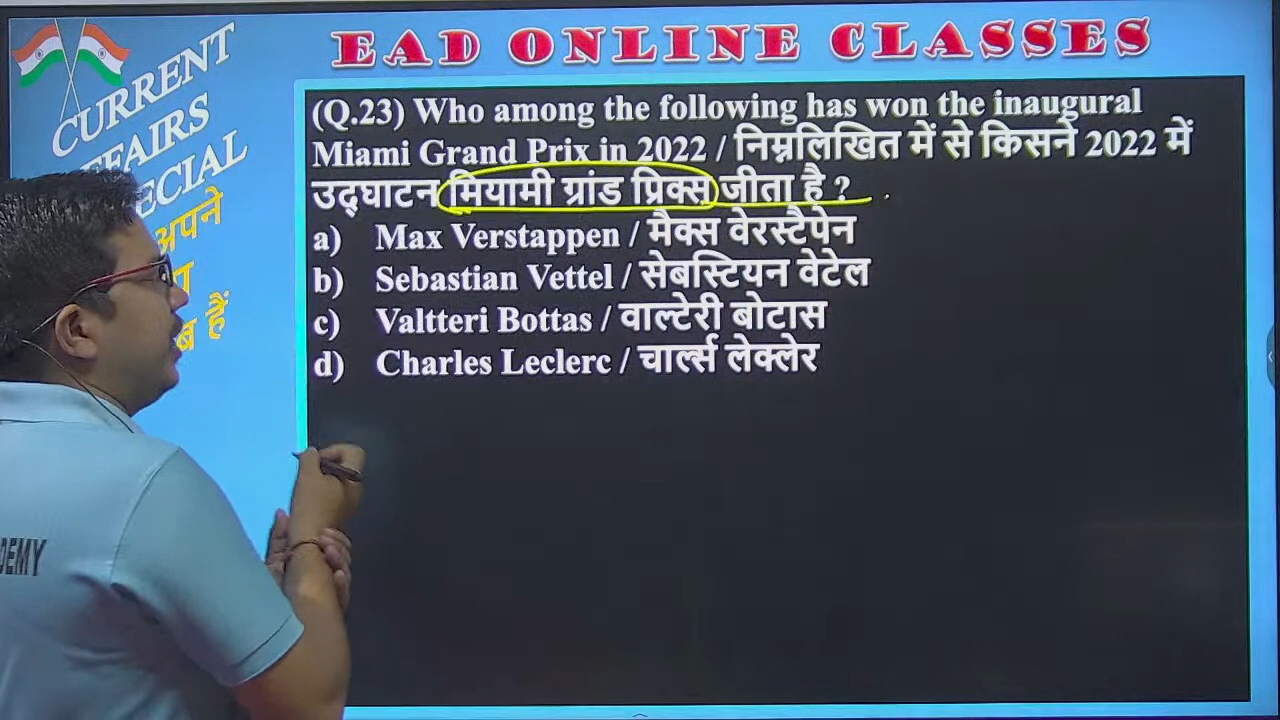 EAD ONLINE CLASSES
CURRENT
AFFAIRS
SPECIAL
अपने
हैं
(Q.23) Who among the following has won the inaugural
Miami Grand Prix in 2022 / निम्नलिखित में से किसने 2022 में
उद्घाटन मियामी ग्रांड प्रिक्स जीता है ?
a) Max Verstappen / मैक्स वेरस्टैपेन
b) Sebastian Vettel / सेबस्टियन वेटेल
c) Valtteri Bottas / वाल्टेरी बोटास
d) Charles Leclerc / चार्ल्स लेक्लेर
DEMY